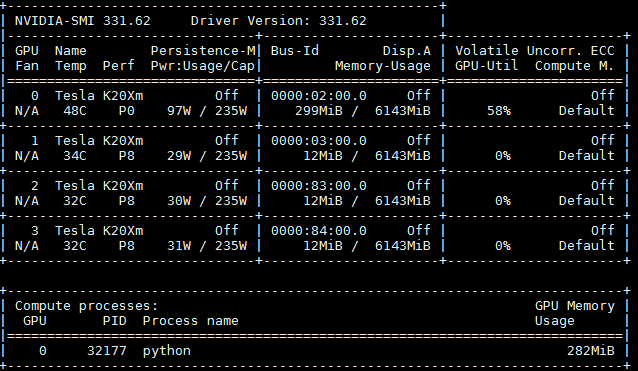 NVIDIA-SMI 331.62 Driver Version: 331.62
GPU Name Persistence-M| Bus-Id Disp.A | Volatile Uncorr. ECC
Fan Temp Perf Pwr:Usage/Cap| Memory-Usage | GPU-Util Compute M.
0 Tesla K20Xm Off | 0000:02:00.0 Off | Off
N/A 48C P0 97W / 235W | 299MiB / 6143MiB | 58% Default
1 Tesla K20Xm Off | 0000:03:00.0 Off | Off
N/A 34C P8 29W / 235W | 12MiB / 6143MiB | 0% Default
2 Tesla K20Xm Off | 0000:83:00.0 Off | Off
N/A 32C P8 30W / 235W | 12MiB / 6143MiB | 0% Default
3 Tesla K20Xm Off | 0000:84:00.0 Off | Off
N/A 32C P8 31W / 235W | 12MiB / 6143MiB | 0% Default
Compute processes: GPU Memory
GPU PID Process name Usage
0 32177 python 282MiB